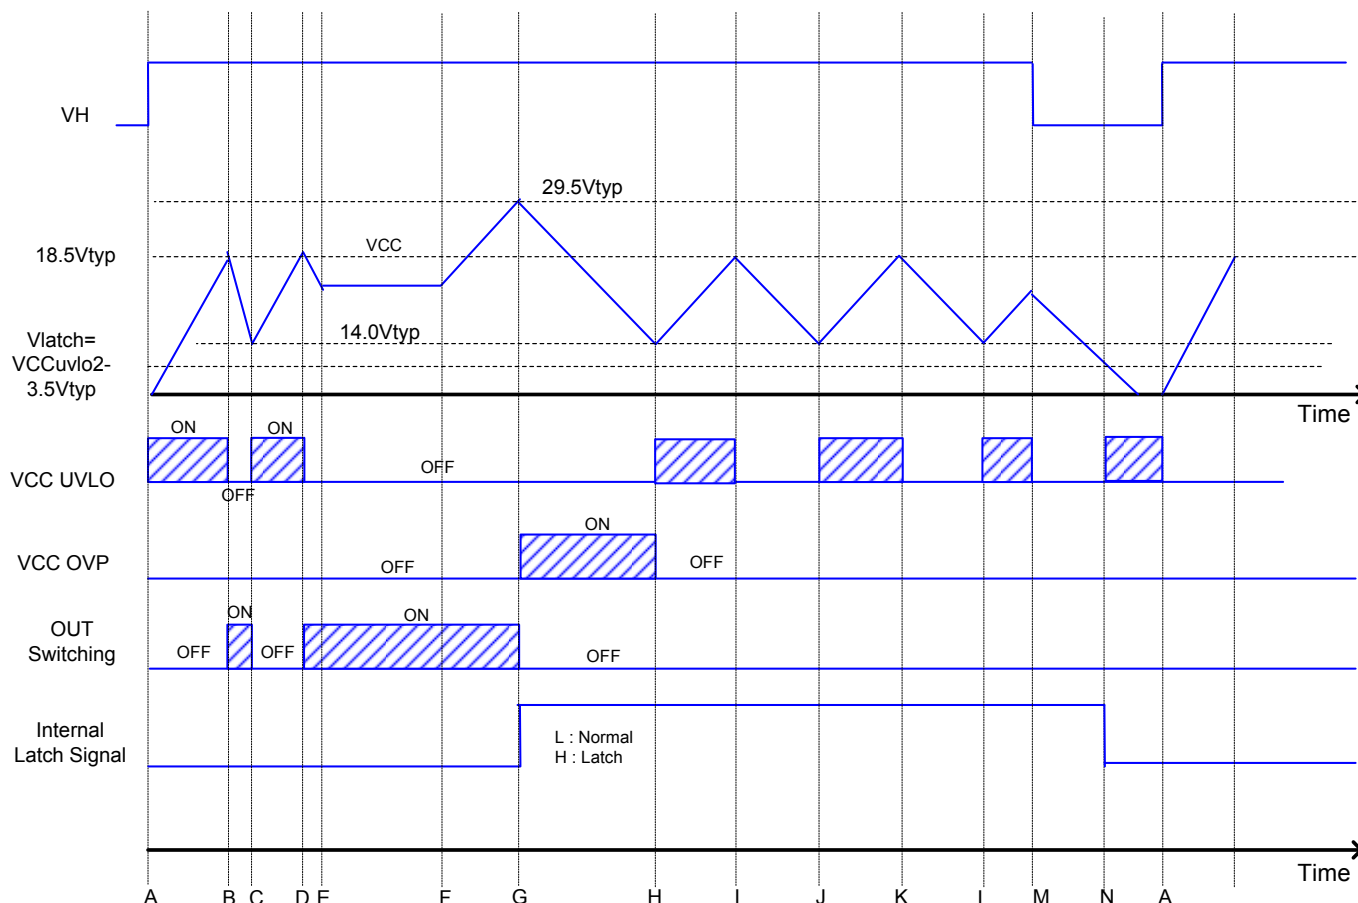 VH
29.5Vtyp
18.5Vtyp
VCC
14.0Vtyp
Vlatch=
VCCuvlo2-
3.5Vtyp
Time
ON
ON
VCC UVLO
OFF
OFF
ON
VCC OVP
OFF
OFF
ON
ON
OUT
Switching
OFF
OFF
OFF
Internal
Latch Signal
L : Normal
H : Latch
Time
A B C D E F G H I J K L M N A